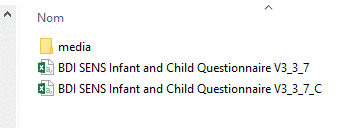 Nom
media
BDI SENS Infant and Child Questionnaire V3_3_7
BDI SENS Infant and Child Questionnaire V3_3_7_C